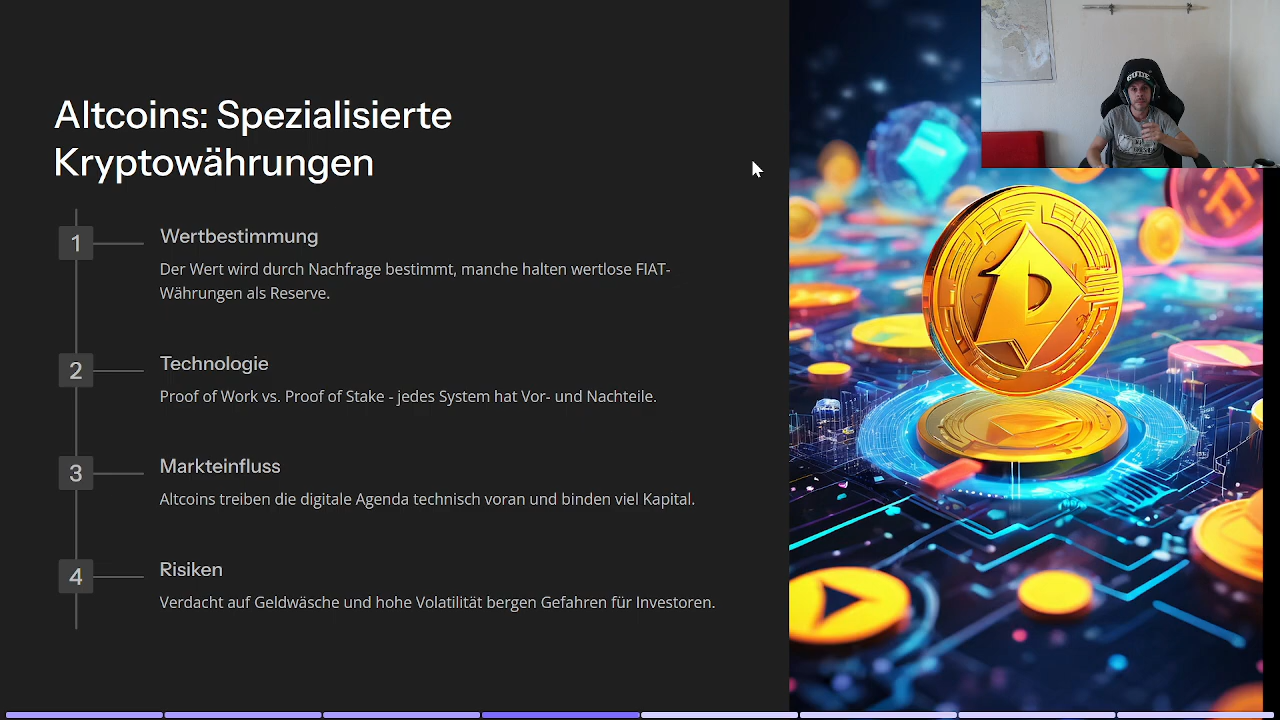 Altcoins: Spezialisierte
Kryptowährungen
1
Wertbestimmung
Der Wert wird durch Nachfrage bestimmt, manche halten wertlose FIAT-
Währungen als Reserve.
2
Technologie
Proof of Work vs. Proof of Stake - jedes System hat Vor- und Nachteile.
3
Markteinfluss
Altcoins treiben die digitale Agenda technisch voran und binden viel Kapital.
4
Risiken
Verdacht auf Geldwäsche und hohe Volatilität bergen Gefahren für Investoren.